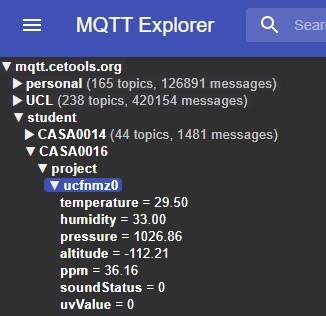 MQTT Explorer
Sear
▼ mqtt.cetools.org
▶ personal (165 topics, 126891 messages)
▶ UCL (238 topics, 420154 messages)
▼ student
▶ CASA0014 (44 topics, 1481 messages)
▼ CASA0016
▼ project
▼ ucfnmz0
temperature = 29.50
humidity = 33.00
pressure = 1026.86
altitude = -112.21
ppm = 36.16
soundStatus = 0
uvValue = 0